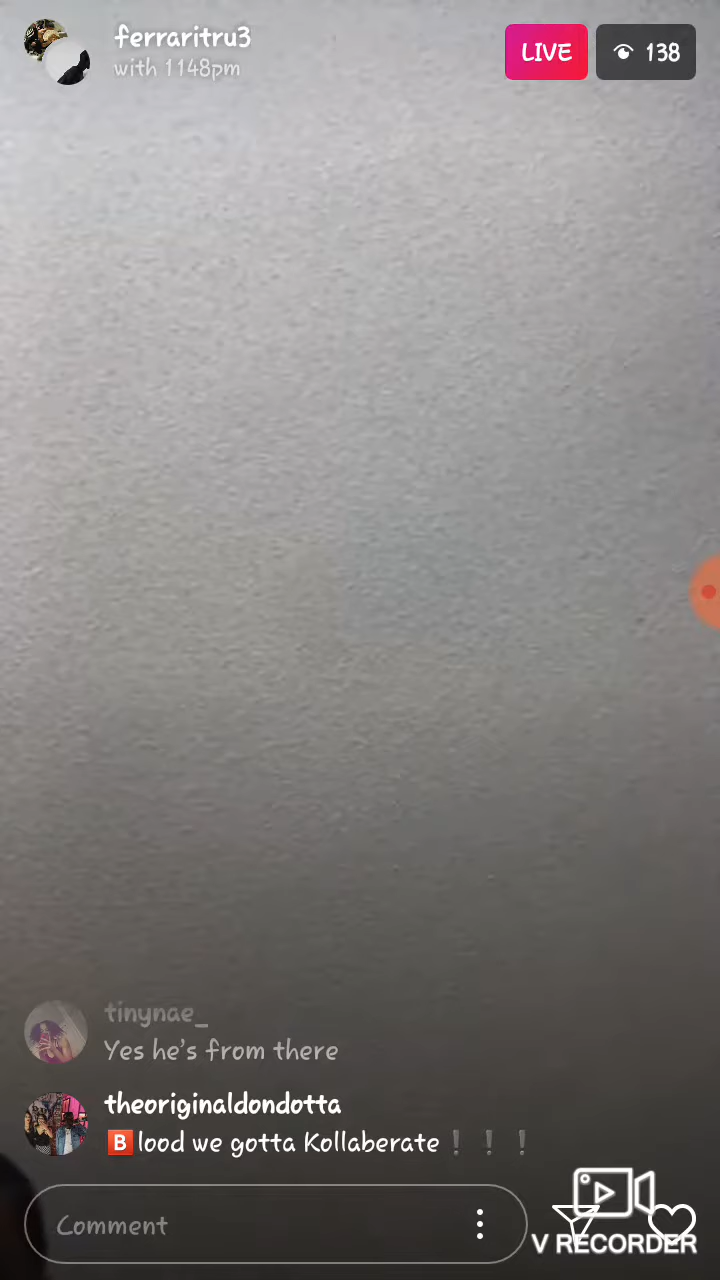 ferraritru3
with 1148pm
LIVE
138
tinynae_
Yes he's from there
theoriginaldondotta
🅱lood we gotta Kollaberate❕❕❕
Comment
V RECORDER